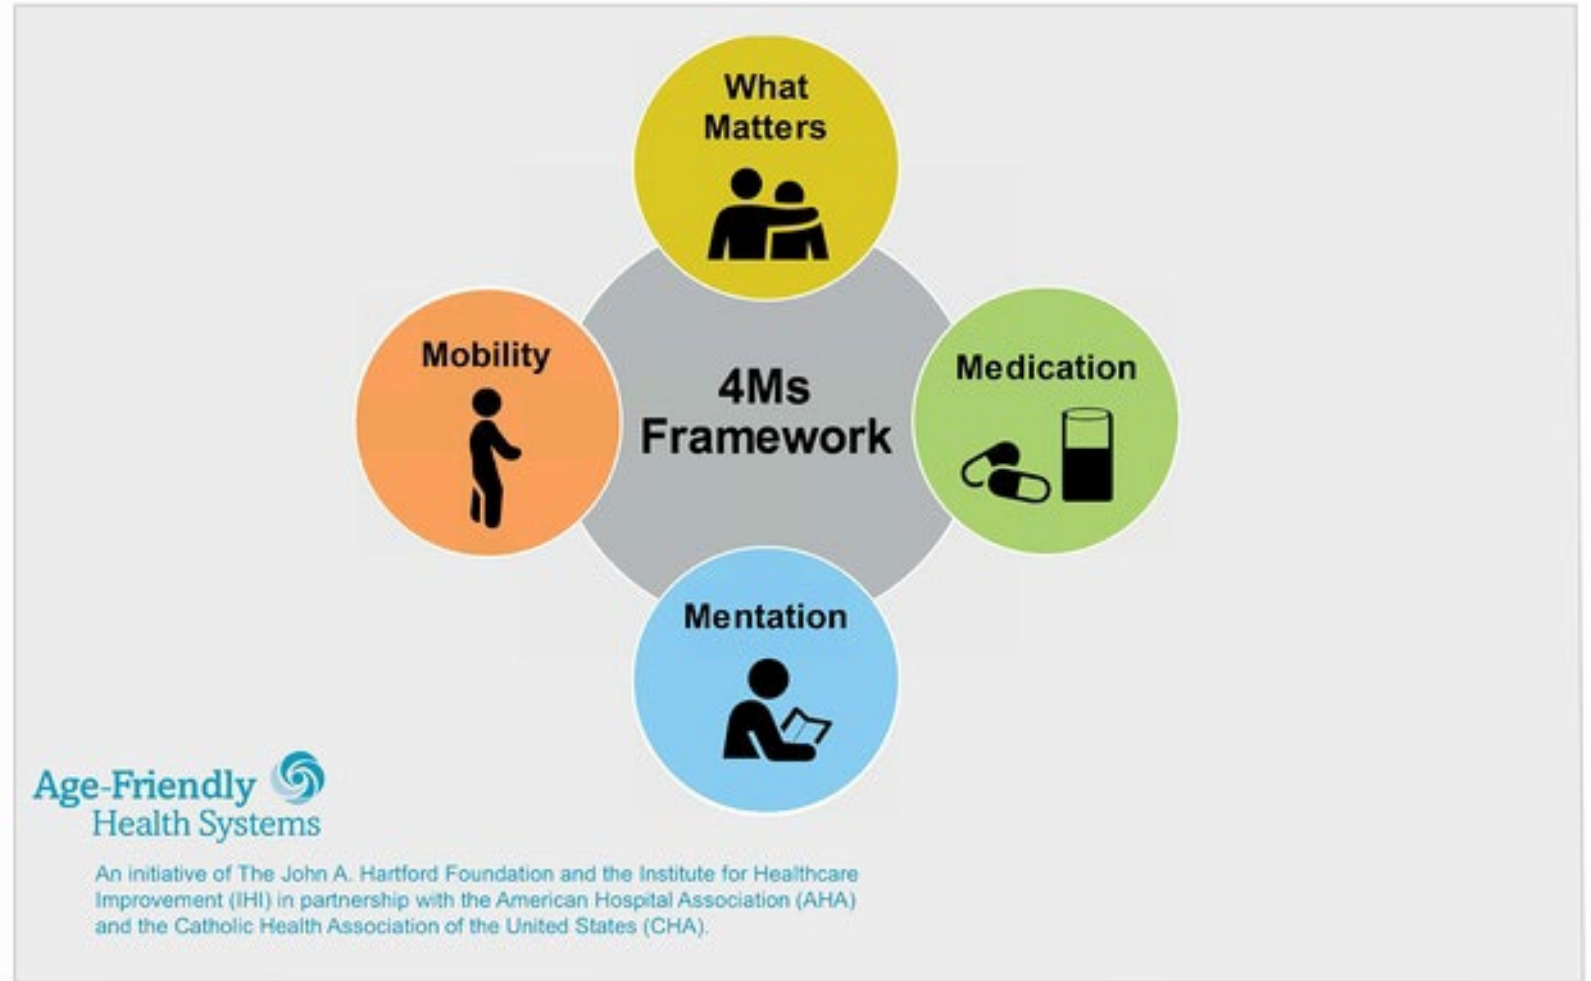 What
Matters
Mobility
4Ms
Framework
Medication
Mentation
Age-Friendly
Health Systems
An initiative of The John A. Hartford Foundation and the Institute for Healthcare
Improvement (IHI) in partnership with the American Hospital Association (AHA)
and the Catholic Health Association of the United States (CHA).